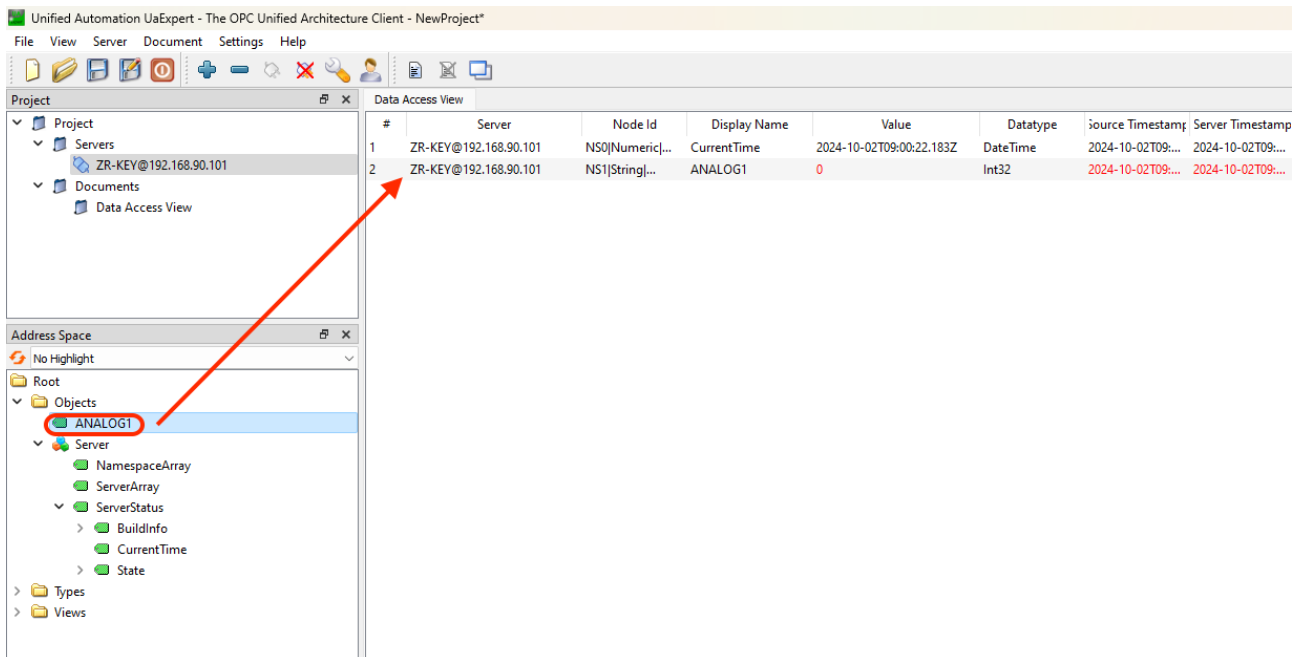 Unified Automation UaExpert - The OPC Unified Architecture Client - NewProject*
File View Server Document Settings Help
Project
Project
Servers
ZR-KEY@192.168.90.101
Documents
Data Access View
Data Access View
# Server Node Id Display Name Value Datatype Source Timestamp Server Timestamp
1 ZR-KEY@192.168.90.101 NS0|Numeric|... CurrentTime 2024-10-02T09:00:22.183Z DateTime 2024-10-02T09:... 2024-10-02T09:...
2 ZR-KEY@192.168.90.101 NS1|String|... ANALOG1 0 Int32 2024-10-02T09:... 2024-10-02T09:...
Address Space
No Highlight
Root
Objects
ANALOG1
Server
NamespaceArray
ServerArray
ServerStatus
BuildInfo
CurrentTime
State
Types
Views